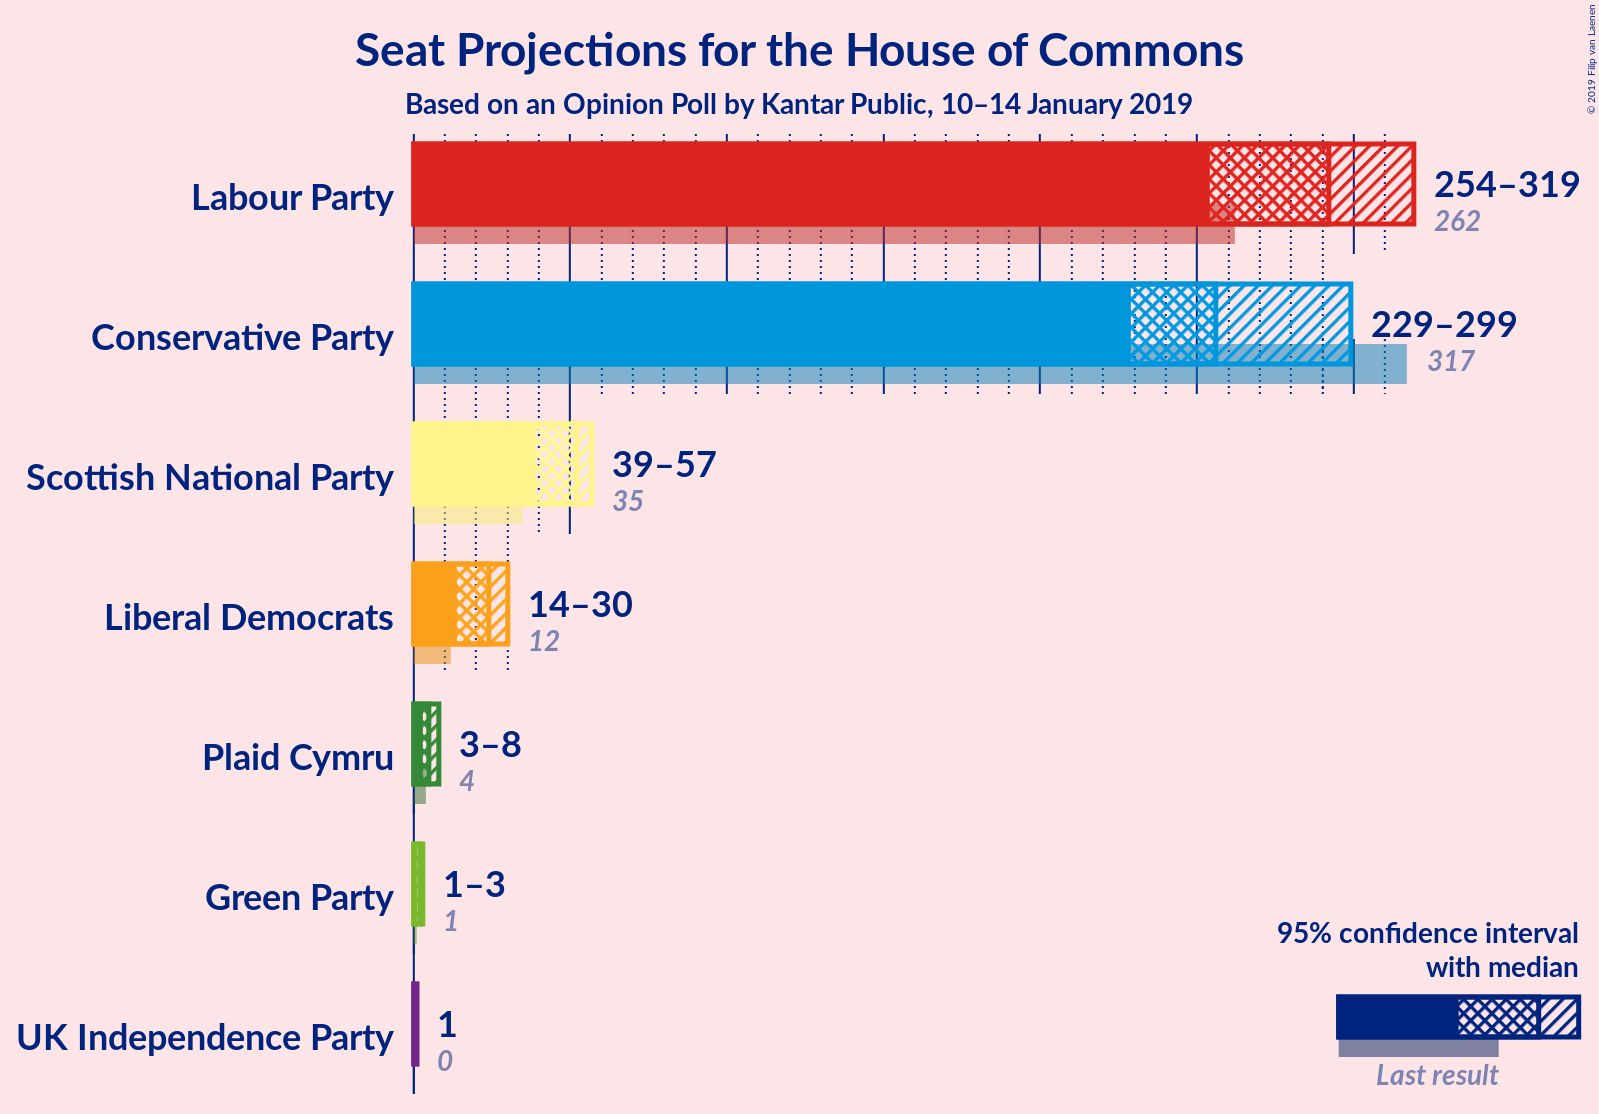 Seat Projections for the House of Commons
Based on an Opinion Poll by Kantar Public, 10–14 January 2019
© 2019 Filip van Laenen
Labour Party
254–319
262
Conservative Party
229–299
317
Scottish National Party
39–57
35
Liberal Democrats
14–30
12
Plaid Cymru
3–8
4
Green Party
1–3
1
UK Independence Party
1
0
95% confidence interval
with median
Last result